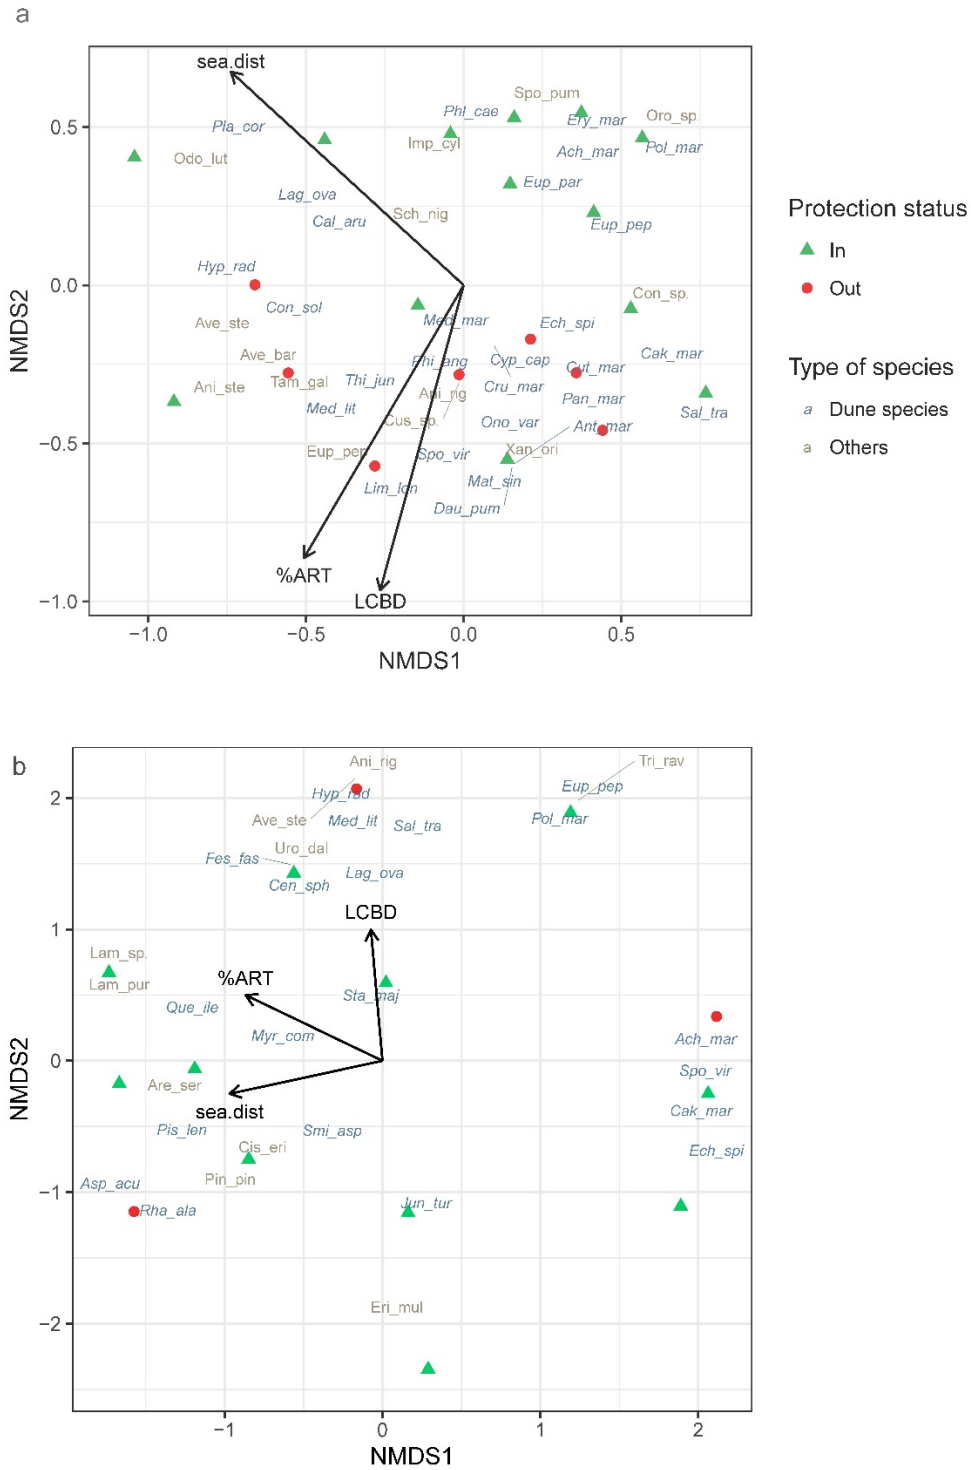 a
sea.dist
Pla_cor
Phl_cae
Spo_pum
Ery_mar
Oro_sp.
0.5
Odo_lut
Imp_cyl
Ach_mar
Pol_mar
Lag_ova
Eup_par
Cal_aru
Sch_nig
Eup_pep
Hyp_rad
0.0
Con_sol
Con_sp.
Ave_ste
Med_mar
Ech_spi
Ave_bar
Phi_ang
Cyp_cap
Cut_mar
Cak_mar
Ani_ste
Tam_gal
Thi_jun
Ani_rig
Cru_mar
Pan_mar
Med_lit
Cus_sp.
Ono_var
Ant_mar
Sal_tra
−0.5
Eup_pep
Spo_vir
Xan_ori
Lim_lon
Mat_sin
Dau_pum
%ART
LCBD
−1.0
−1.0
−0.5
0.0
0.5
NMDS1
NMDS2
Protection status
In
Out
Type of species
a Dune species
a Others
b
Ani_rig
Tri_rav
Hyp_rad
Eup_pep
2
Ave_ste
Med_lit
Sal_tra
Pol_mar
Uro_dal
Fes_fas
Cen_sph
Lag_ova
LCBD
1
Lam_sp.
Lam_pur
%ART
Que_ile
Sta_maj
Myr_com
Ach_mar
0
Are_ser
Spo_vir
sea.dist
Cak_mar
Pis_len
Smi_asp
Cis_eri
Ech_spi
Pin_pin
Asp_acu
−1
Rha_ala
Jun_tur
Eri_mul
−2
−1
0
1
2
NMDS1
NMDS2